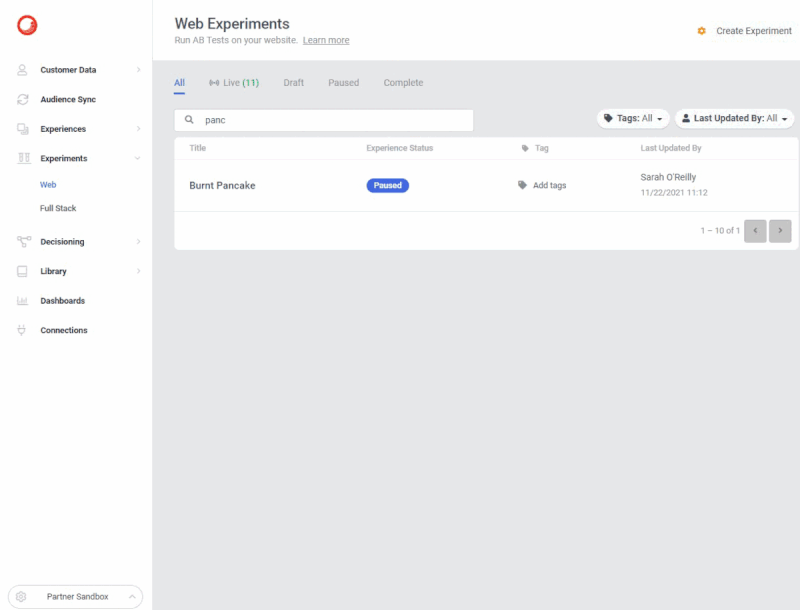 Web Experiments
Run AB Tests on your website. Learn more
Create Experiment
Customer Data
Audience Sync
Experiences
Experiments
Web
Full Stack
Decisioning
Library
Dashboards
Connections
Partner Sandbox
All Live (11) Draft Paused Complete
panc
Tags: All
Last Updated By: All
Title Experience Status Tag Last Updated By
Burnt Pancake Paused Add tags Sarah O'Reilly
11/22/2021 11:12
1 – 10 of 1